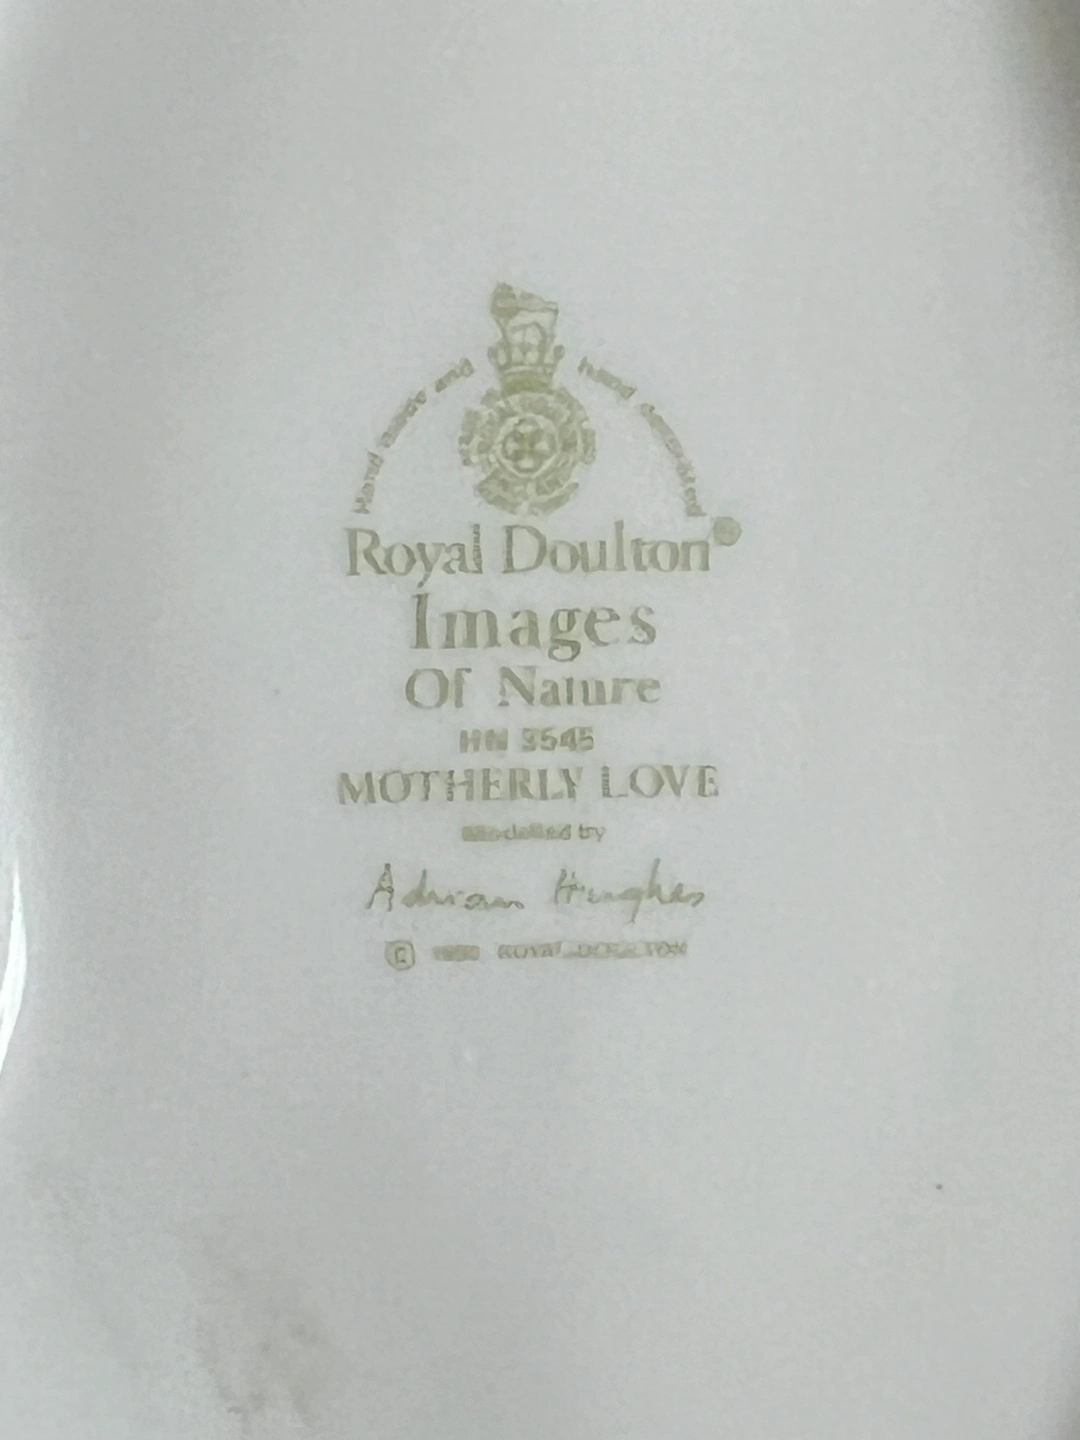 Hand made and hand decorated
Royal Doulton®
Images
Of Nature
HN 3545
MOTHERLY LOVE
Modelled by
Adrian Hughes
© ROYAL DOULTON